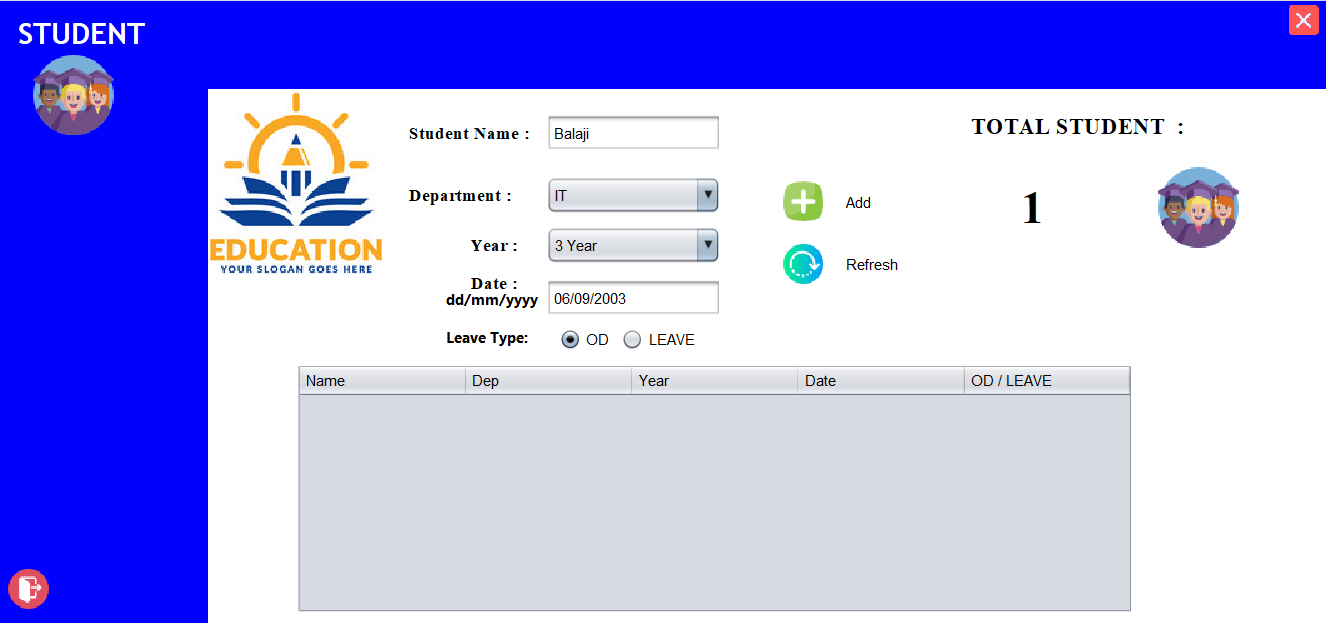 STUDENT
Student Name :
Balaji
TOTAL STUDENT :
Department :
IT
Add
1
EDUCATION
YOUR SLOGAN GOES HERE
Year :
3 Year
Refresh
Date :
dd/mm/yyyy
06/09/2003
Leave Type:
OD
LEAVE
Name
Dep
Year
Date
OD / LEAVE